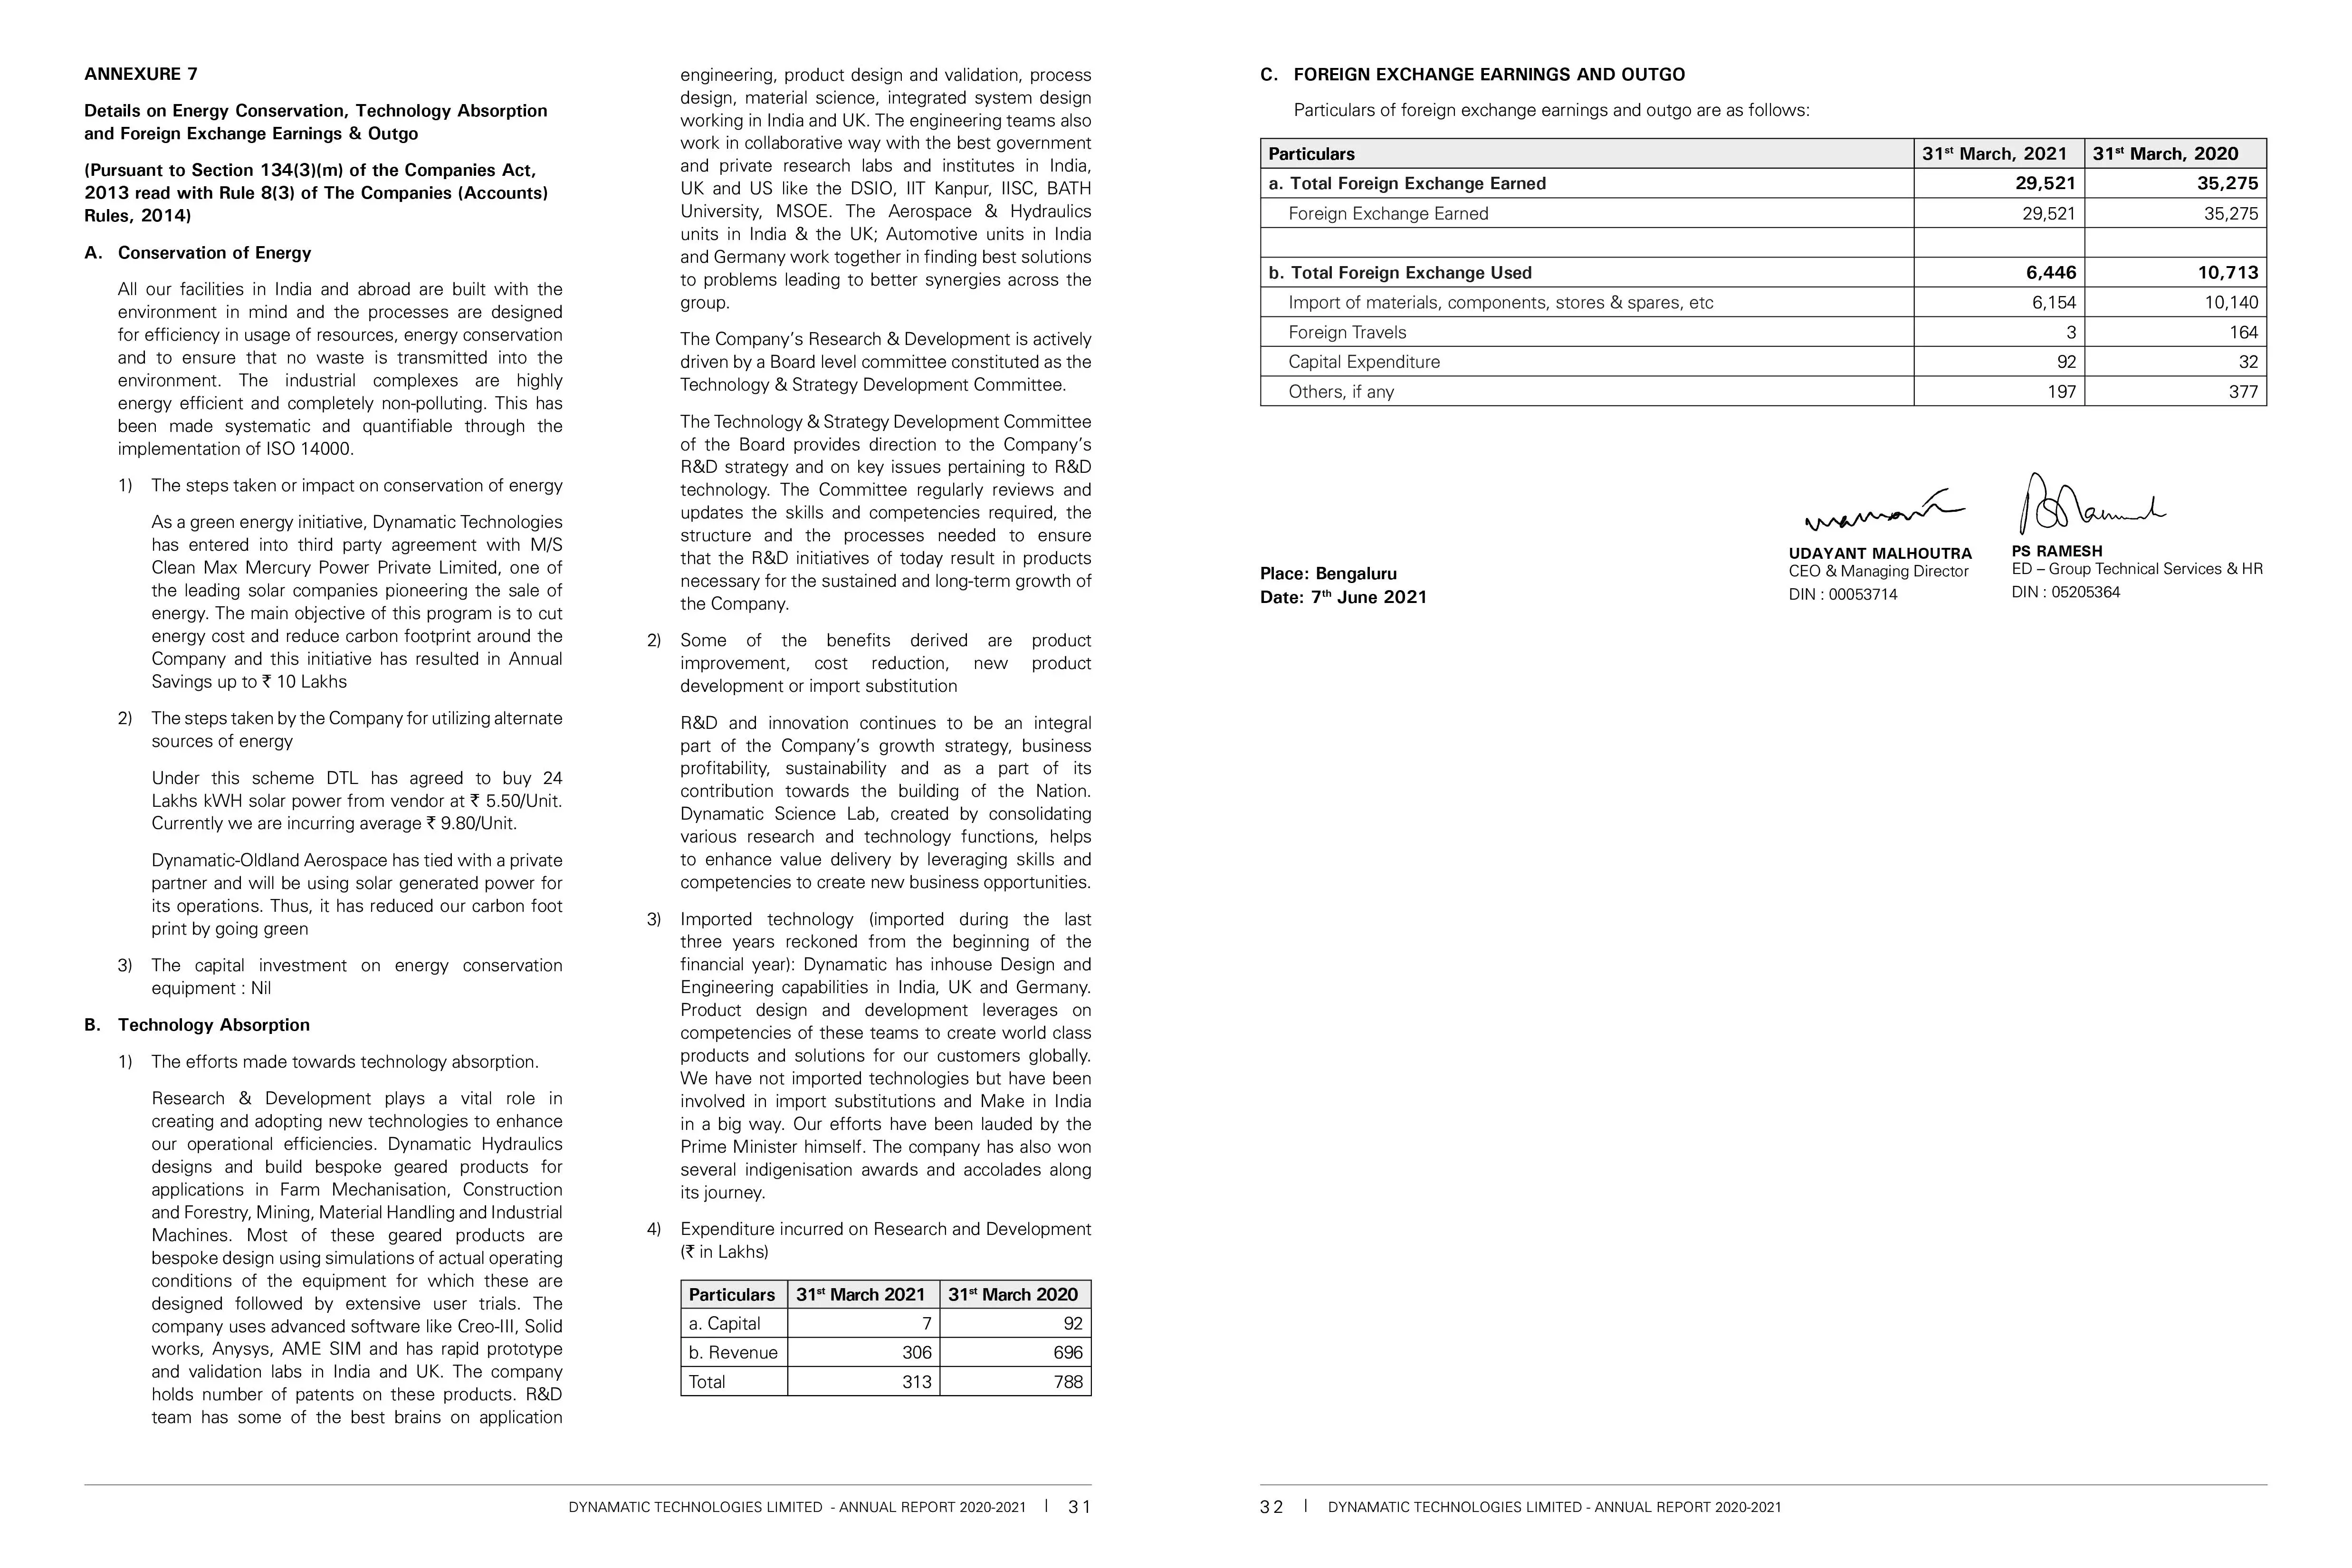 ANNEXURE 7
Details on Energy Conservation, Technology Absorption
and Foreign Exchange Earnings & Outgo
(Pursuant to Section 134(3)(m) of the Companies Act,
2013 read with Rule 8(3) of The Companies (Accounts)
Rules, 2014)
A. Conservation of Energy
All our facilities in India and abroad are built with the
environment in mind and the processes are designed
for efficiency in usage of resources, energy conservation
and to ensure that no waste is transmitted into the
environment. The industrial complexes are highly
energy efficient and completely non-polluting. This has
been made systematic and quantifiable through the
implementation of ISO 14000.
1) The steps taken or impact on conservation of energy
As a green energy initiative, Dynamatic Technologies
has entered into third party agreement with M/S
Clean Max Mercury Power Private Limited, one of
the leading solar companies pioneering the sale of
energy. The main objective of this program is to cut
energy cost and reduce carbon footprint around the
Company and this initiative has resulted in Annual
Savings up to ₹ 10 Lakhs
2) The steps taken by the Company for utilizing alternate
sources of energy
Under this scheme DTL has agreed to buy 24
Lakhs kWH solar power from vendor at ₹ 5.50/Unit.
Currently we are incurring average ₹ 9.80/Unit.
Dynamatic-Oldland Aerospace has tied with a private
partner and will be using solar generated power for
its operations. Thus, it has reduced our carbon foot
print by going green
3) The capital investment on energy conservation
equipment : Nil
B. Technology Absorption
1) The efforts made towards technology absorption.
Research & Development plays a vital role in
creating and adopting new technologies to enhance
our operational efficiencies. Dynamatic Hydraulics
designs and build bespoke geared products for
applications in Farm Mechanisation, Construction
and Forestry, Mining, Material Handling and Industrial
Machines. Most of these geared products are
bespoke design using simulations of actual operating
conditions of the equipment for which these are
designed followed by extensive user trials. The
company uses advanced software like Creo-III, Solid
works, Anysys, AME SIM and has rapid prototype
and validation labs in India and UK. The company
holds number of patents on these products. R&D
team has some of the best brains on application
engineering, product design and validation, process
design, material science, integrated system design
working in India and UK. The engineering teams also
work in collaborative way with the best government
and private research labs and institutes in India,
UK and US like the DSIO, IIT Kanpur, IISC, BATH
University, MSOE. The Aerospace & Hydraulics
units in India & the UK; Automotive units in India
and Germany work together in finding best solutions
to problems leading to better synergies across the
group.
The Company's Research & Development is actively
driven by a Board level committee constituted as the
Technology & Strategy Development Committee.
The Technology & Strategy Development Committee
of the Board provides direction to the Company's
R&D strategy and on key issues pertaining to R&D
technology. The Committee regularly reviews and
updates the skills and competencies required, the
structure and the processes needed to ensure
that the R&D initiatives of today result in products
necessary for the sustained and long-term growth of
the Company.
2) Some of the benefits derived are product
improvement, cost reduction, new product
development or import substitution
R&D and innovation continues to be an integral
part of the Company's growth strategy, business
profitability, sustainability and as a part of its
contribution towards the building of the Nation.
Dynamatic Science Lab, created by consolidating
various research and technology functions, helps
to enhance value delivery by leveraging skills and
competencies to create new business opportunities.
3) Imported technology (imported during the last
three years reckoned from the beginning of the
financial year): Dynamatic has inhouse Design and
Engineering capabilities in India, UK and Germany.
Product design and development leverages on
competencies of these teams to create world class
products and solutions for our customers globally.
We have not imported technologies but have been
involved in import substitutions and Make in India
in a big way. Our efforts have been lauded by the
Prime Minister himself. The company has also won
several indigenisation awards and accolades along
its journey.
4) Expenditure incurred on Research and Development
(₹ in Lakhs)
Particulars 31st March 2021 31st March 2020
a. Capital 7 92
b. Revenue 306 696
Total 313 788
DYNAMATIC TECHNOLOGIES LIMITED - ANNUAL REPORT 2020-2021 | 31
C. FOREIGN EXCHANGE EARNINGS AND OUTGO
Particulars of foreign exchange earnings and outgo are as follows:
Particulars 31st March, 2021 31st March, 2020
a. Total Foreign Exchange Earned 29,521 35,275
Foreign Exchange Earned 29,521 35,275
b. Total Foreign Exchange Used 6,446 10,713
Import of materials, components, stores & spares, etc 6,154 10,140
Foreign Travels 3 164
Capital Expenditure 92 32
Others, if any 197 377
UDAYANT MALHOUTRA PS RAMESH
CEO & Managing Director ED – Group Technical Services & HR
Place: Bengaluru
DIN : 00053714 DIN : 05205364
Date: 7th June 2021
32 | DYNAMATIC TECHNOLOGIES LIMITED - ANNUAL REPORT 2020-2021